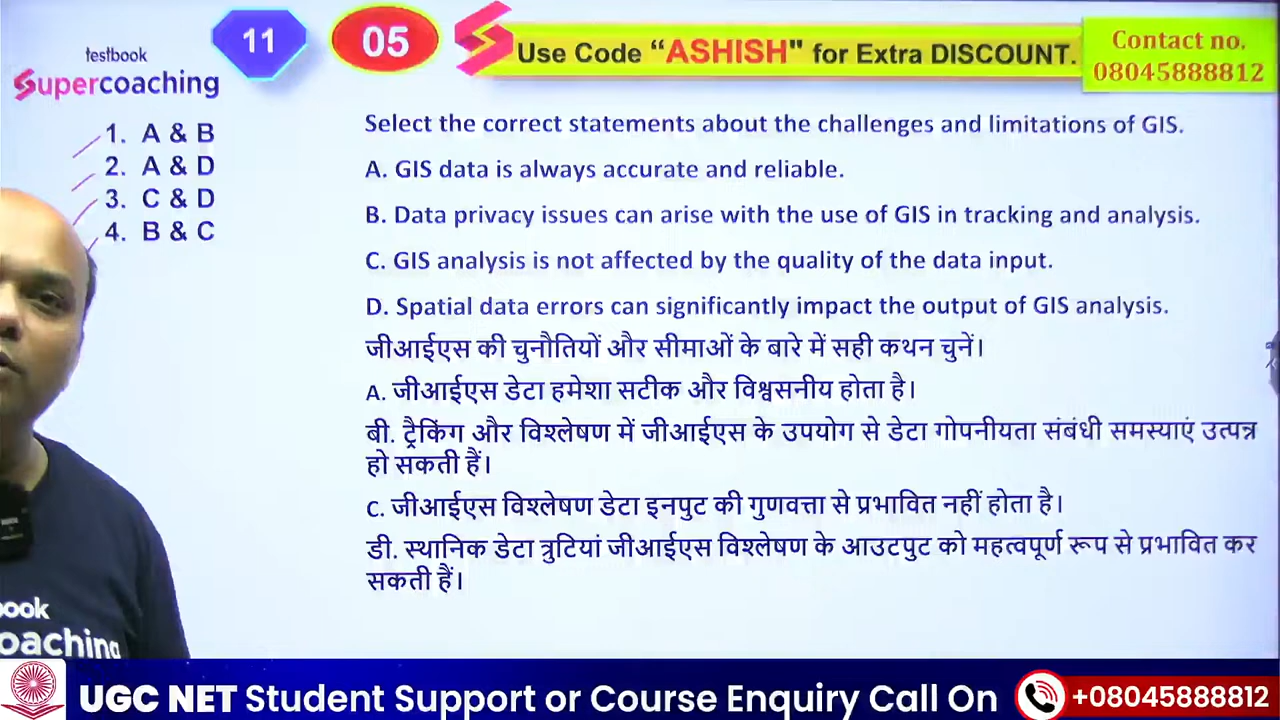 testbook
Supercoaching
11
05
Use Code “ASHISH" for Extra DISCOUNT.
Contact no.
08045888812
1. A & B
2. A & D
3. C & D
4. B & C
Select the correct statements about the challenges and limitations of GIS.
A. GIS data is always accurate and reliable.
B. Data privacy issues can arise with the use of GIS in tracking and analysis.
C. GIS analysis is not affected by the quality of the data input.
D. Spatial data errors can significantly impact the output of GIS analysis.
जीआईएस की चुनौतियों और सीमाओं के बारे में सही कथन चुनें।
A. जीआईएस डेटा हमेशा सटीक और विश्वसनीय होता है।
बी. ट्रैकिंग और विश्लेषण में जीआईएस के उपयोग से डेटा गोपनीयता संबंधी समस्याएं उत्पन्न
हो सकती हैं।
C. जीआईएस विश्लेषण डेटा इनपुट की गुणवत्ता से प्रभावित नहीं होता है।
डी. स्थानिक डेटा त्रुटियां जीआईएस विश्लेषण के आउटपुट को महत्वपूर्ण रूप से प्रभावित कर
सकती हैं।
book
oaching
UGC NET Student Support or Course Enquiry Call On
+08045888812